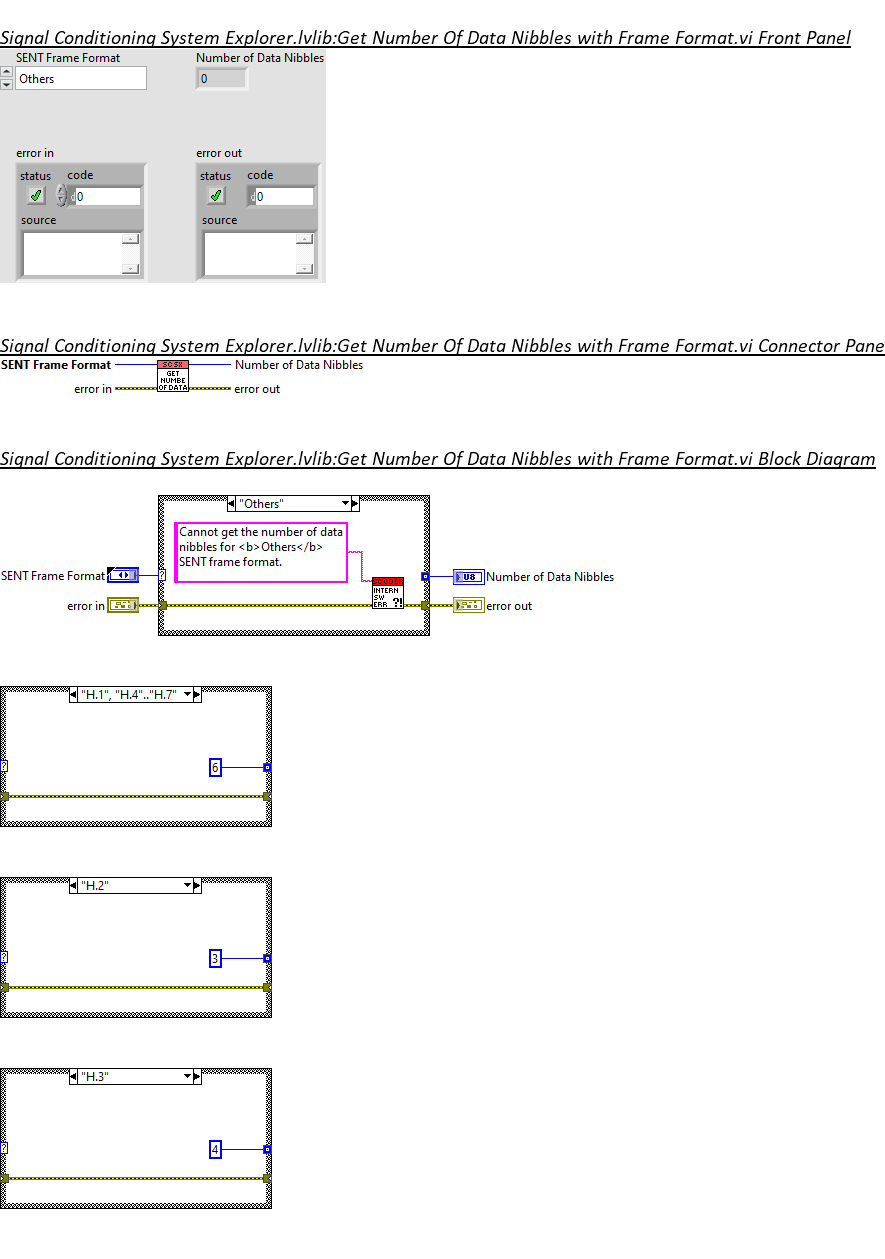 Signal Conditioning System Explorer.lvlib:Get Number Of Data Nibbles with Frame Format.vi Front Panel
SENT Frame Format
Number of Data Nibbles
Others
0
error in
error out
status code
status code
0
0
source
source
Signal Conditioning System Explorer.lvlib:Get Number Of Data Nibbles with Frame Format.vi Connector Pane
SENT Frame Format
SCSX
GET
NUMBE
OF DATA
Number of Data Nibbles
error in
error out
Signal Conditioning System Explorer.lvlib:Get Number Of Data Nibbles with Frame Format.vi Block Diagram
"Others"
Cannot get the number of data
nibbles for <b>Others</b>
SENT frame format.
SENT Frame Format
?
INTERN
SW
ERR ?!
U8
Number of Data Nibbles
error in
error out
"H.1", "H.4".."H.7"
?
6
"H.2"
?
3
"H.3"
?
4